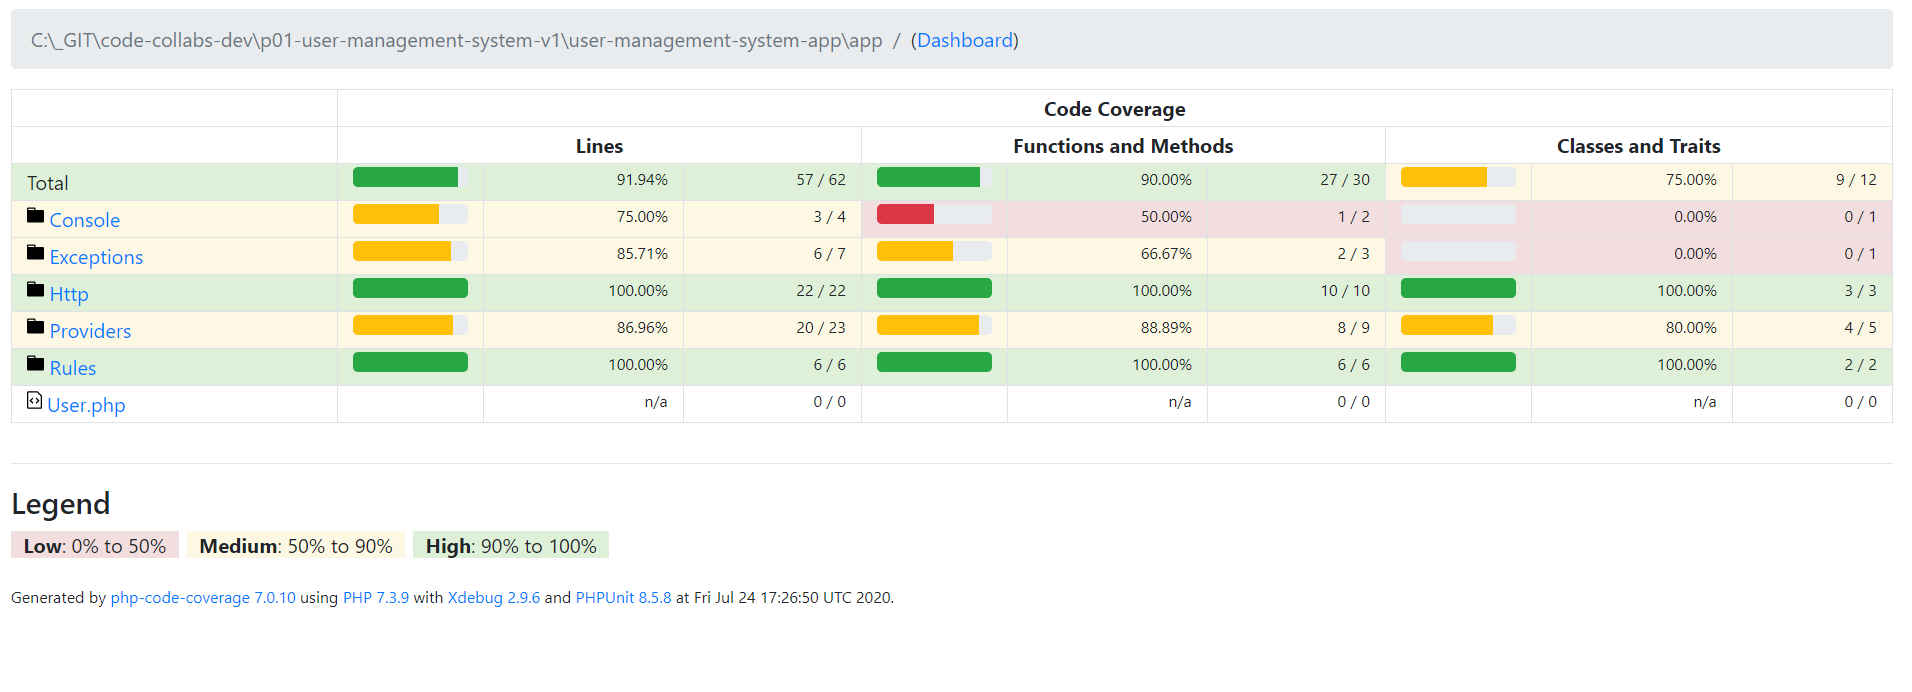 C:\_GIT\code-collabs-dev\p01-user-management-system-v1\user-management-system-app\app / (Dashboard)
Code Coverage
Lines Functions and Methods Classes and Traits
Total 91.94% 57 / 62 90.00% 27 / 30 75.00% 9 / 12
Console 75.00% 3 / 4 50.00% 1 / 2 0.00% 0 / 1
Exceptions 85.71% 6 / 7 66.67% 2 / 3 0.00% 0 / 1
Http 100.00% 22 / 22 100.00% 10 / 10 100.00% 3 / 3
Providers 86.96% 20 / 23 88.89% 8 / 9 80.00% 4 / 5
Rules 100.00% 6 / 6 100.00% 6 / 6 100.00% 2 / 2
User.php n/a 0 / 0 n/a 0 / 0 n/a 0 / 0
Legend
Low: 0% to 50% Medium: 50% to 90% High: 90% to 100%
Generated by php-code-coverage 7.0.10 using PHP 7.3.9 with Xdebug 2.9.6 and PHPUnit 8.5.8 at Fri Jul 24 17:26:50 UTC 2020.